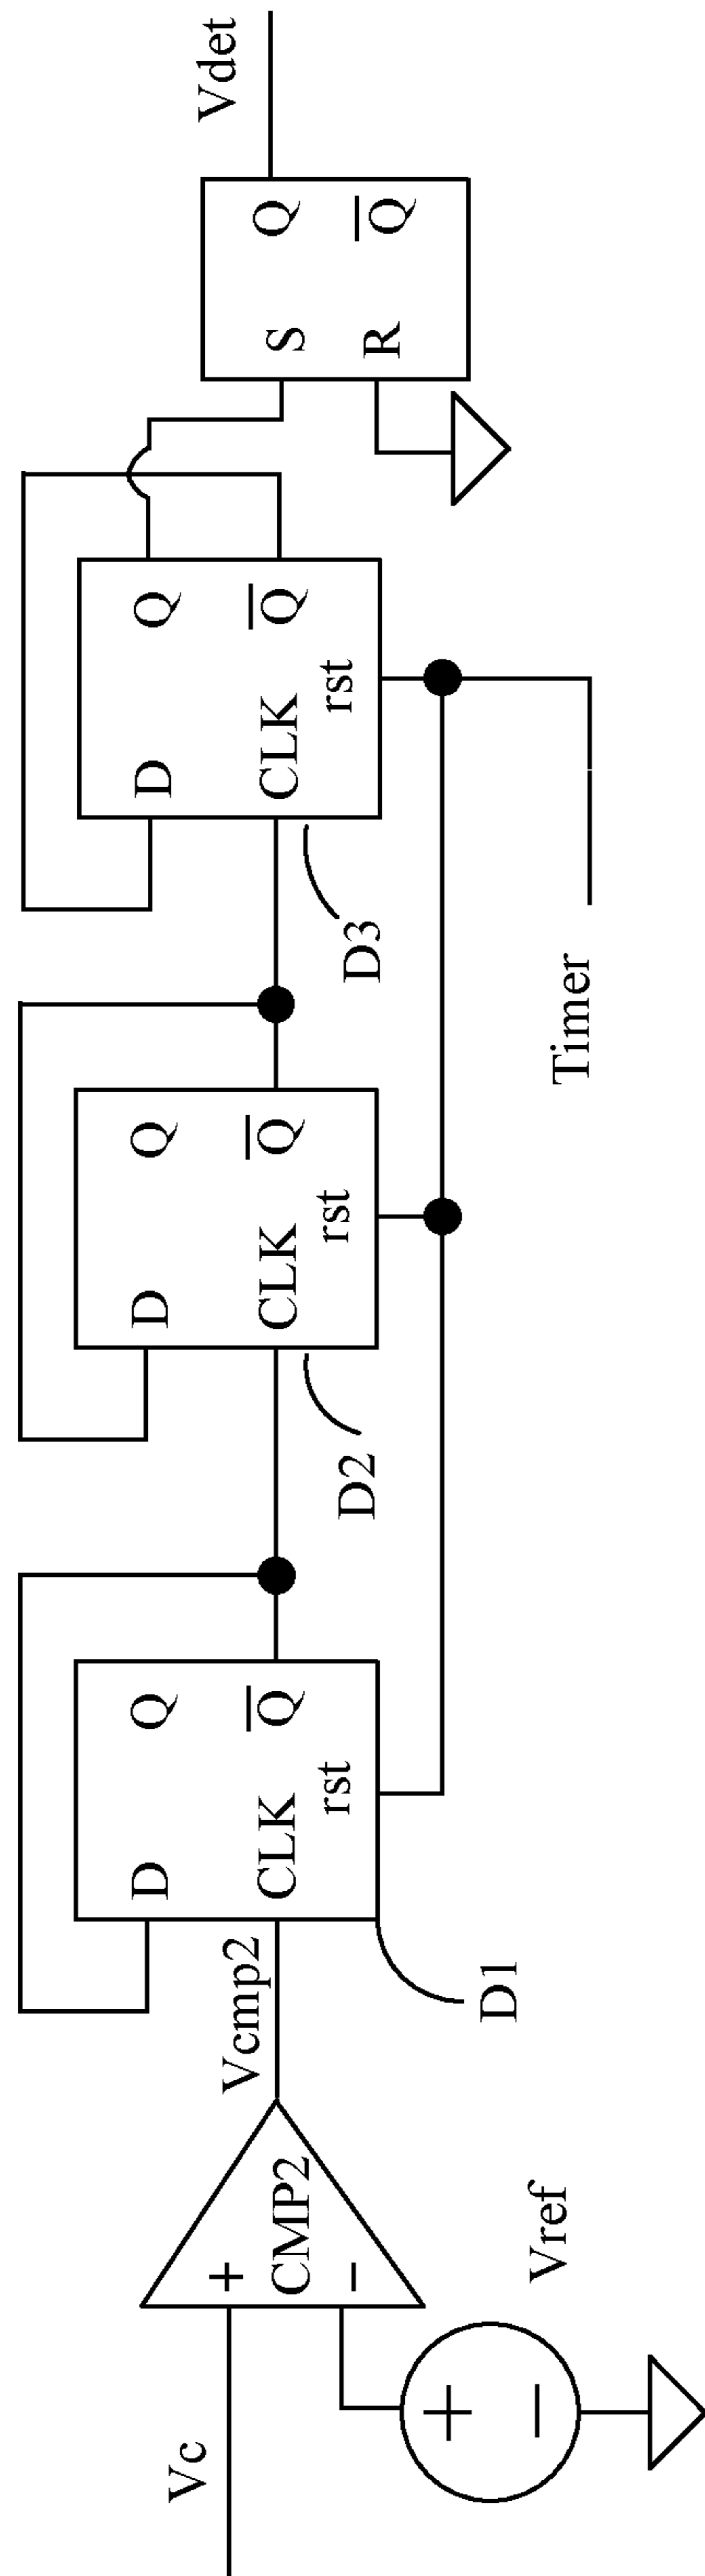 Vc
+
CMP2
−
Vref
+
−
Vcmp2
D
Q
CLK
Q̅
rst
D1
D
Q
CLK
Q̅
rst
D2
D
Q
CLK
Q̅
rst
D3
Timer
S
Q
R
Q̅
Vdet